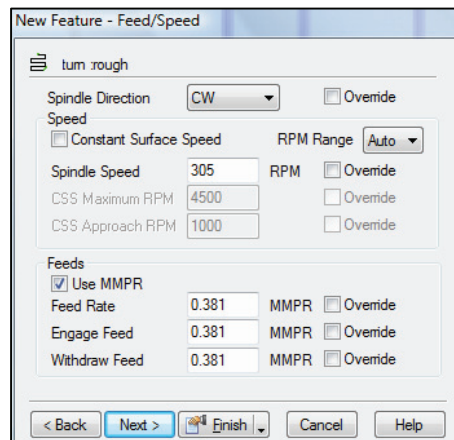 New Feature - Feed/Speed
turn :rough
Spindle Direction CW Override
Speed
Constant Surface Speed RPM Range Auto
Spindle Speed 305 RPM Override
CSS Maximum RPM 4500 Override
CSS Approach RPM 1000 Override
Feeds
Use MMPR
Feed Rate 0.381 MMPR Override
Engage Feed 0.381 MMPR Override
Withdraw Feed 0.381 MMPR Override
< Back Next > Finish Cancel Help